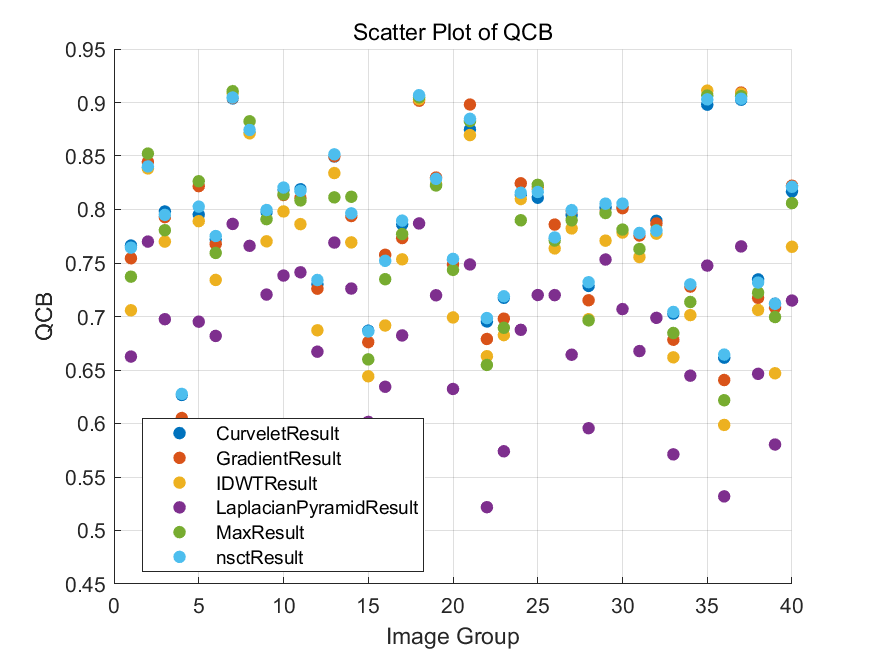 Scatter Plot of QCB
0.95
0.9
0.85
0.8
0.75
0.7
0.65
0.6
0.55
0.5
0.45
QCB
CurveletResult
GradientResult
IDWTResult
LaplacianPyramidResult
MaxResult
nsctResult
0 5 10 15 20 25 30 35 40
Image Group